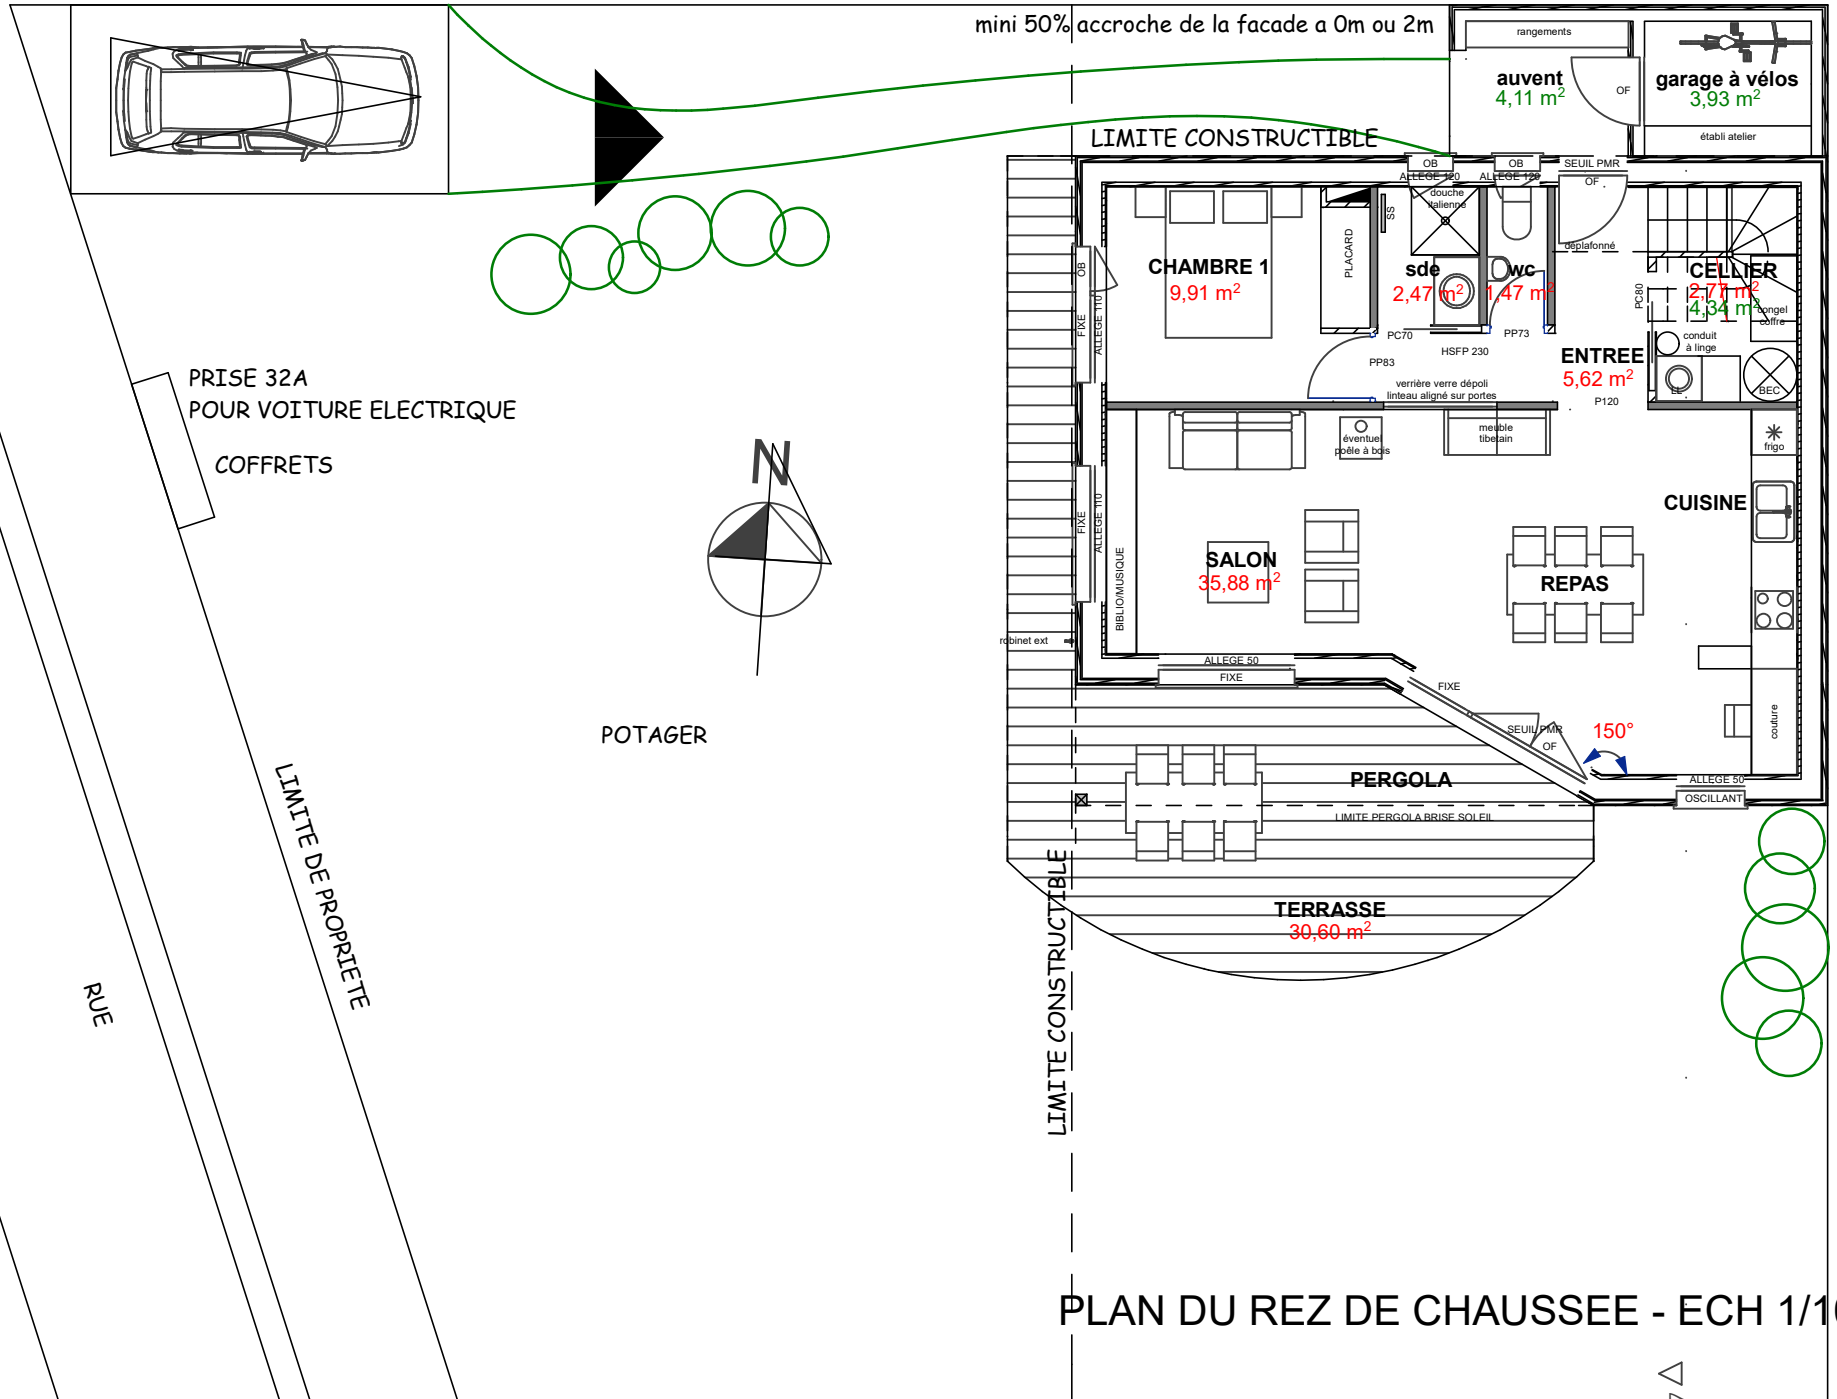 mini 50% accroche de la facade a 0m ou 2m
rangements
auvent
4,11 m²
OF
garage à vélos
3,93 m²
établi atelier
LIMITE CONSTRUCTIBLE
OB
ALLEGE 120
OB
ALLEGE 120
SEUIL PMR
OF
douche
italienne
SS
PLACARD
déplafonné
CHAMBRE 1
9,91 m²
sde
2,47 m²
wc
1,47 m²
CELLIER
2,77 m²
4,34 m²
congel
coffre
PC80
OB
FIXE
ALLEGE 110
conduit
à linge
PC70
PP73
HSFP 230
PP83
ENTREE
5,62 m²
P120
LL
BEC
verrière verre dépoli
linteau aligné sur portes
PRISE 32A
POUR VOITURE ELECTRIQUE
COFFRETS
N
éventuel
poêle à bois
meuble
tibetain
frigo
CUISINE
FIXE
ALLEGE 110
BIBLIO/MUSIQUE
SALON
35,88 m²
REPAS
robinet ext
ALLEGE 50
FIXE
FIXE
SEUIL PMR
OF
150°
couture
POTAGER
PERGOLA
ALLEGE 50
OSCILLANT
LIMITE PERGOLA BRISE SOLEIL
LIMITE DE PROPRIETE
TERRASSE
30,60 m²
RUE
LIMITE CONSTRUCTIBLE
PLAN DU REZ DE CHAUSSEE - ECH 1/1